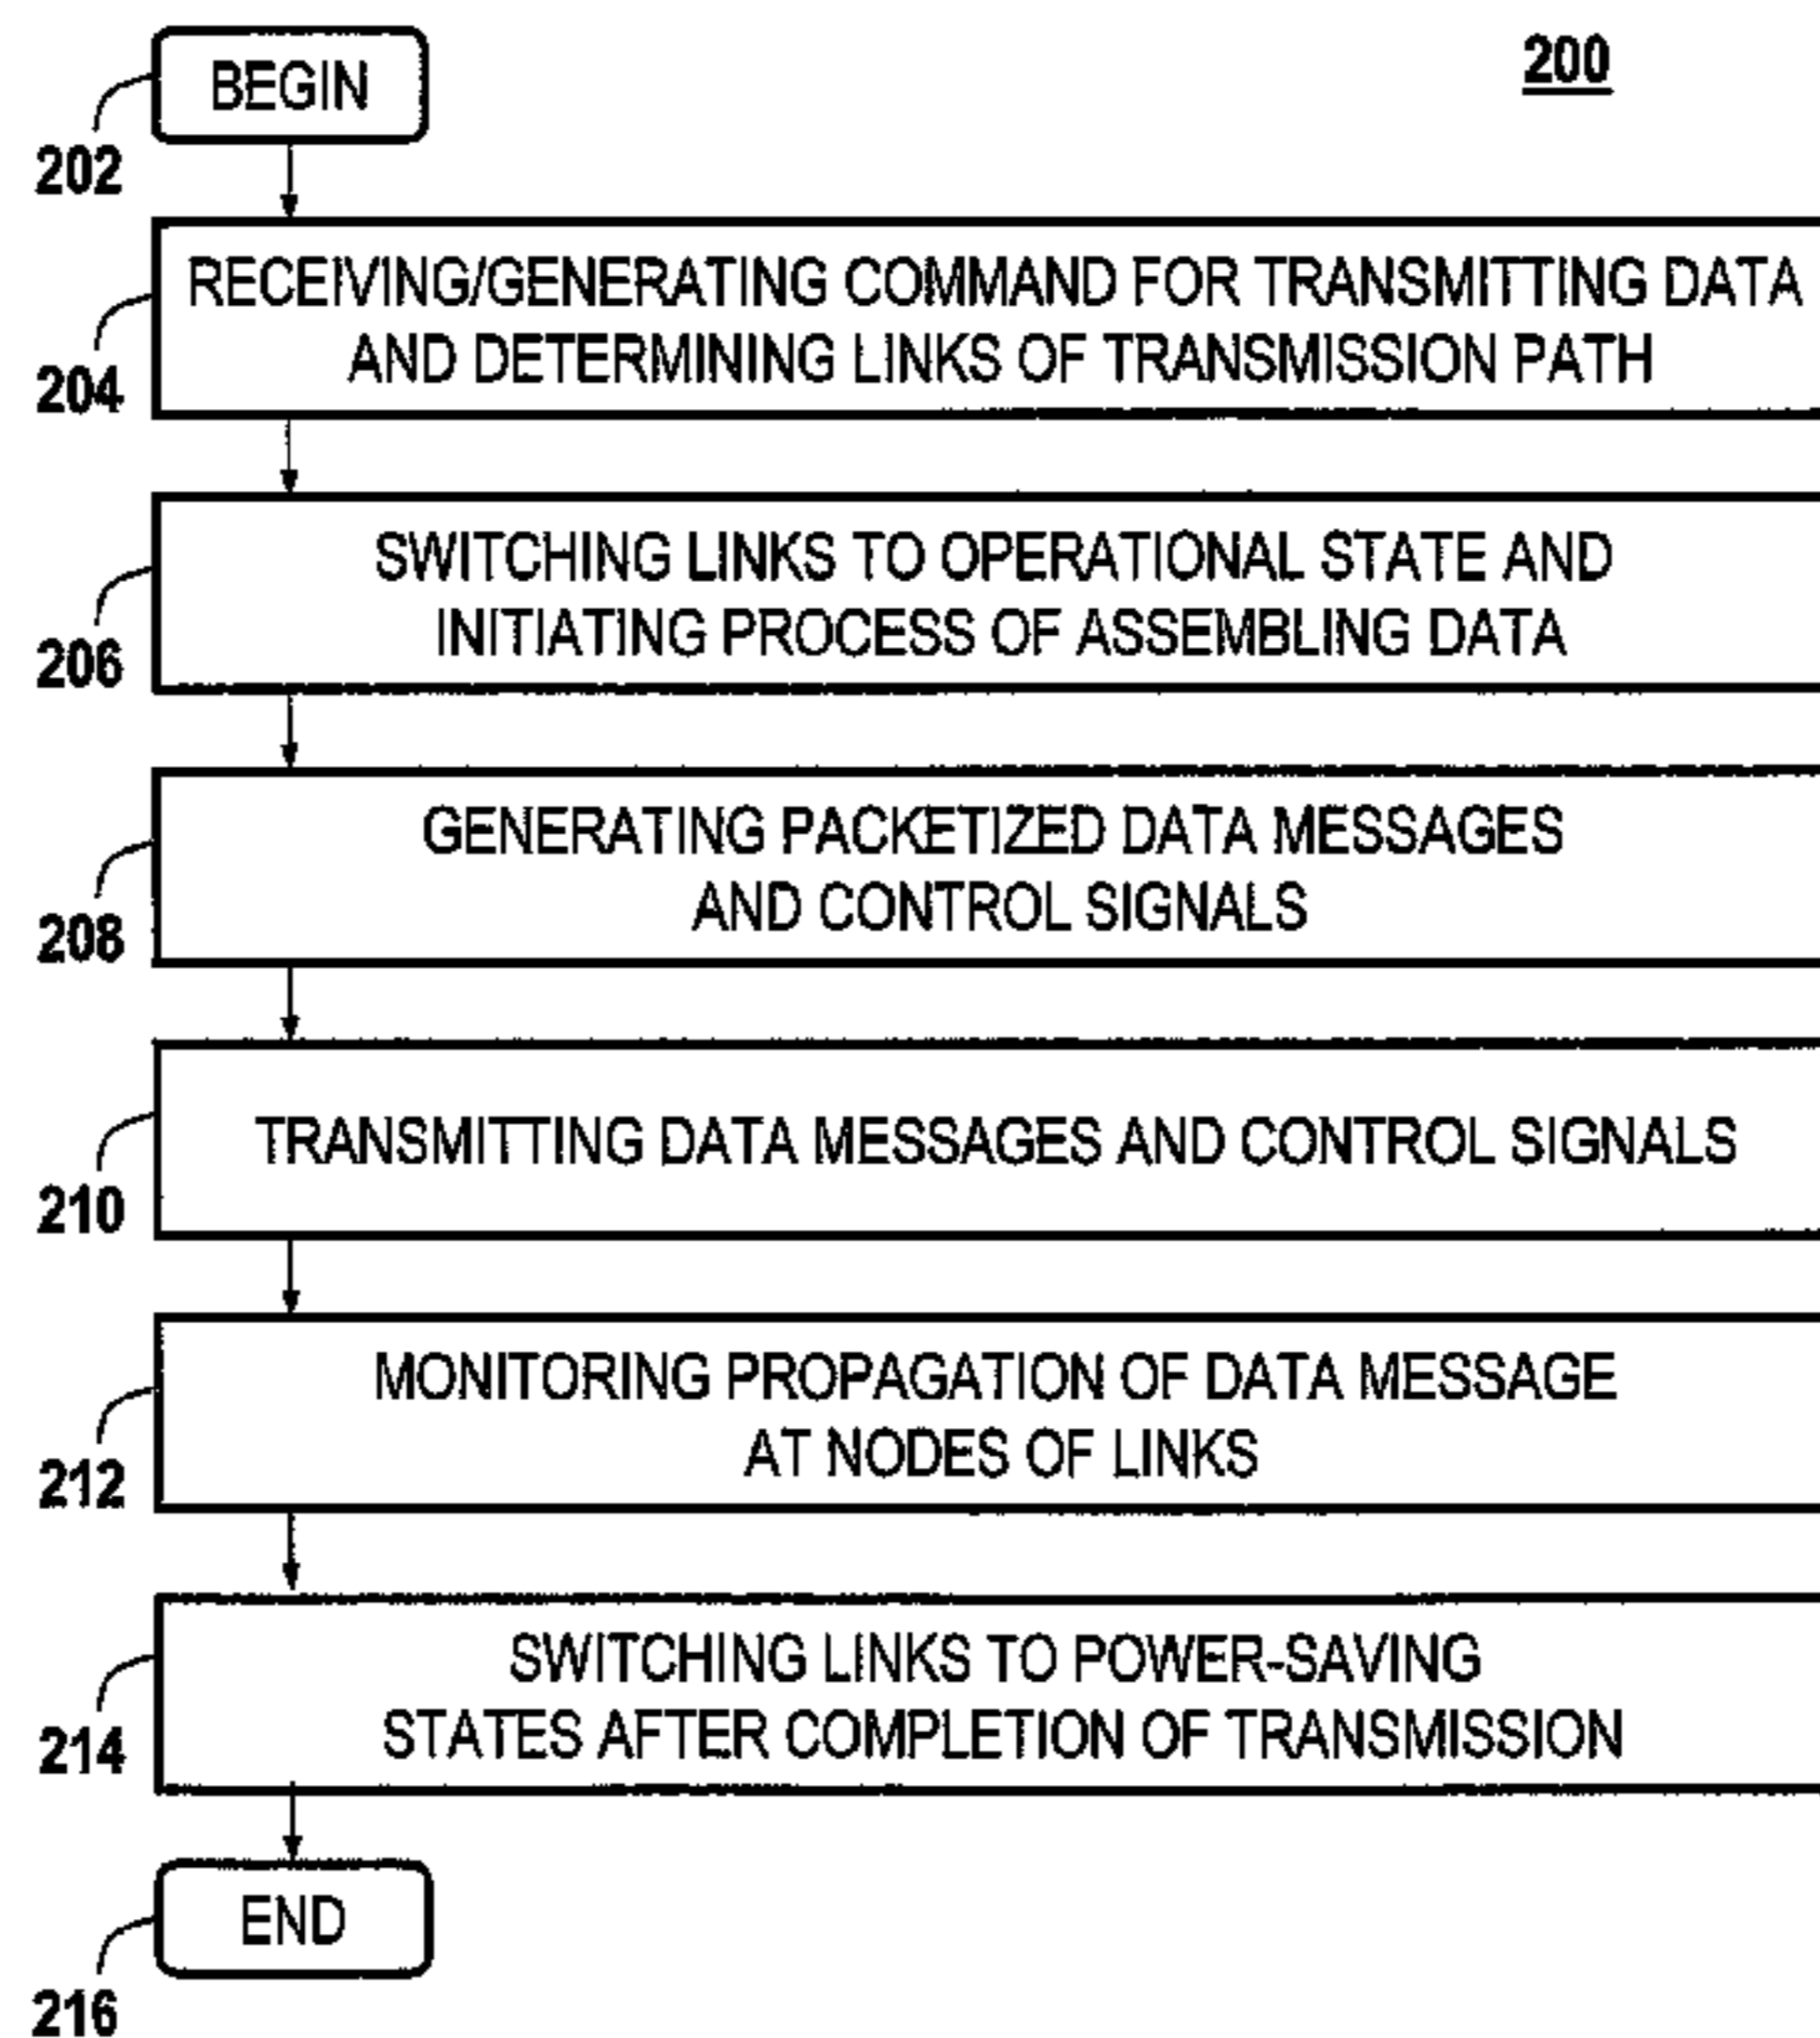 200
BEGIN
202
RECEIVING/GENERATING COMMAND FOR TRANSMITTING DATA
AND DETERMINING LINKS OF TRANSMISSION PATH
204
SWITCHING LINKS TO OPERATIONAL STATE AND
INITIATING PROCESS OF ASSEMBLING DATA
206
GENERATING PACKETIZED DATA MESSAGES
AND CONTROL SIGNALS
208
TRANSMITTING DATA MESSAGES AND CONTROL SIGNALS
210
MONITORING PROPAGATION OF DATA MESSAGE
AT NODES OF LINKS
212
SWITCHING LINKS TO POWER-SAVING
STATES AFTER COMPLETION OF TRANSMISSION
214
END
216